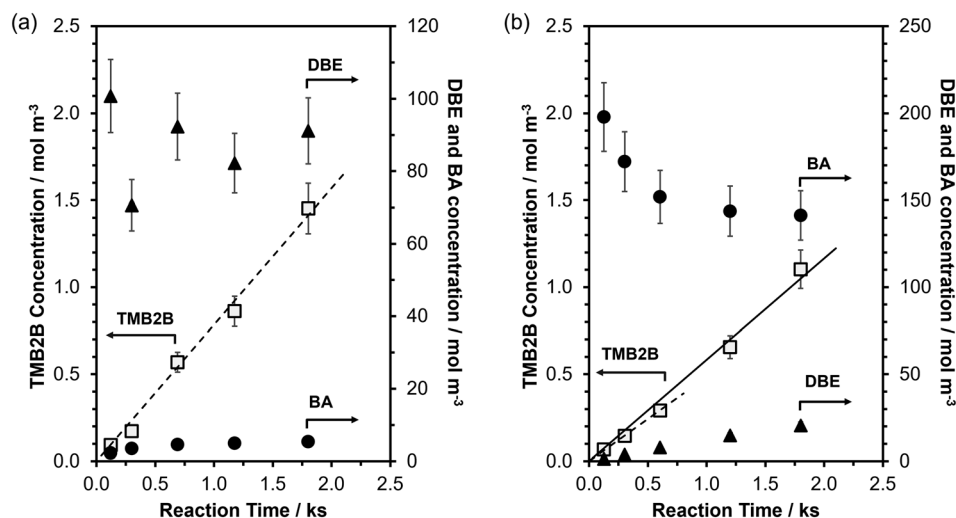 (a)
2.5
2.0
1.5
1.0
0.5
0.0
TMB2B Concentration / mol m-3
120
100
80
60
40
20
0
DBE and BA concentration / mol m-3
DBE
TMB2B
BA
0.0 0.5 1.0 1.5 2.0 2.5
Reaction Time / ks
(b)
2.5
2.0
1.5
1.0
0.5
0.0
TMB2B Concentration / mol m-3
250
200
150
100
50
0
DBE and BA concentration / mol m-3
BA
TMB2B
DBE
0.0 0.5 1.0 1.5 2.0 2.5
Reaction Time / ks